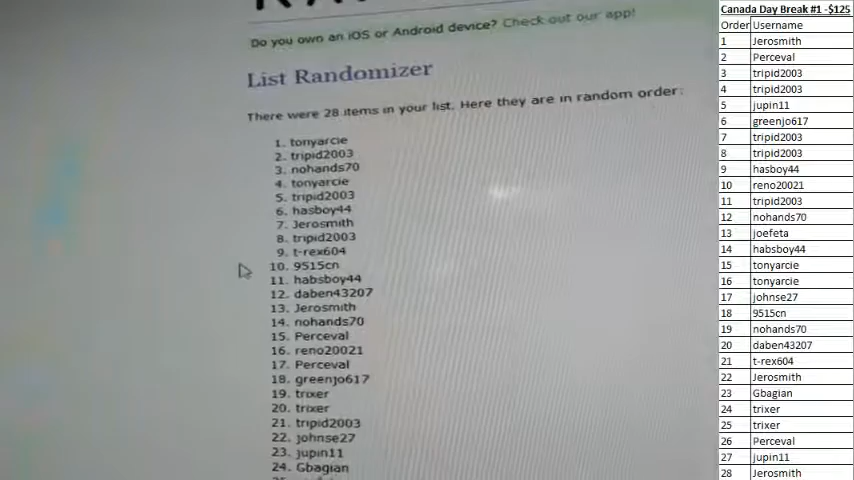 Do you own an iOS or Android device? Check out our app!
List Randomizer
There were 28 items in your list. Here they are in random order:
1. tonyarcie
2. tripid2003
3. nohands70
4. tonyarcie
5. tripid2003
6. hasboy44
7. Jerosmith
8. tripid2003
9. t-rex604
10. 9515cn
11. habsboy44
12. daben43207
13. Jerosmith
14. nohands70
15. Perceval
16. reno20021
17. Perceval
18. greenjo617
19. trixer
20. trixer
21. tripid2003
22. johnse27
23. jupin11
24. Gbagian
Canada Day Break #1 -$125
Order Username
1 Jerosmith
2 Perceval
3 tripid2003
4 tripid2003
5 jupin11
6 greenjo617
7 tripid2003
8 tripid2003
9 hasboy44
10 reno20021
11 tripid2003
12 nohands70
13 joefeta
14 habsboy44
15 tonyarcie
16 tonyarcie
17 johnse27
18 9515cn
19 nohands70
20 daben43207
21 t-rex604
22 Jerosmith
23 Gbagian
24 trixer
25 trixer
26 Perceval
27 jupin11
28 Jerosmith